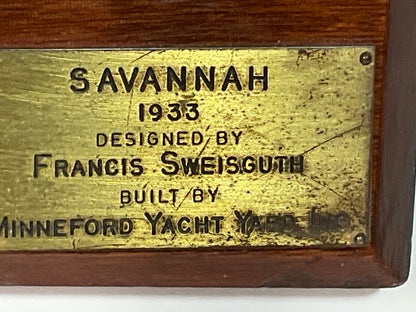 SAVANNAH
1933
DESIGNED BY
FRANCIS SWEISGUTH
BUILT BY
MINNEFORD YACHT YARD, INC.